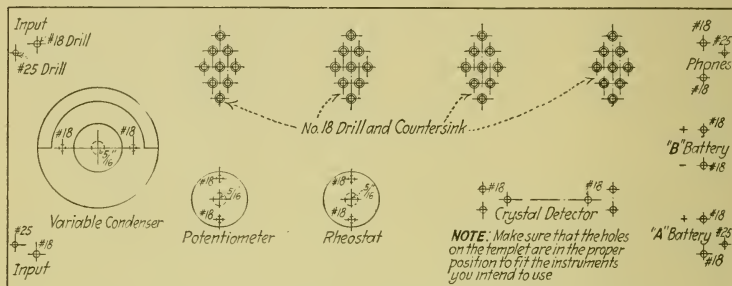 Input
#18 Drill
#25 Drill
#18
#25
Phones
#18
No. 18 Drill and Countersink
#18
"B" Battery
#18
#18
#18
5/16"
Variable Condenser
#18
5/16
#18
Potentiometer
#18
5/16"
#18
Rheostat
#18
#18
Crystal Detector
#18
"A" Battery
#25
#18
#25
#18
Input
NOTE: Make sure that the holes
on the templet are in the proper
position to fit the instruments
you intend to use